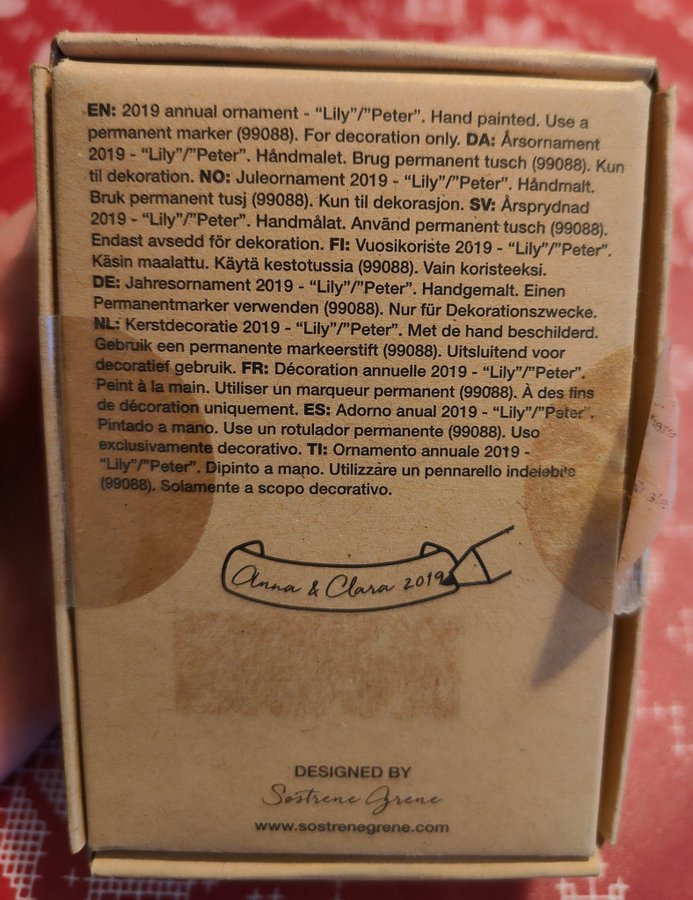 EN: 2019 annual ornament - “Lily”/”Peter”. Hand painted. Use a
permanent marker (99088). For decoration only. DA: Årsornament
2019 - “Lily”/”Peter”. Håndmalet. Brug permanent tusch (99088). Kun
til dekoration. NO: Juleornament 2019 - “Lily”/”Peter”. Håndmalt.
Bruk permanent tusj (99088). Kun til dekorasjon. SV: Årsprydnad
2019 - “Lily”/”Peter”. Handmålat. Använd permanent tusch (99088).
Endast avsedd för dekoration. FI: Vuosikoriste 2019 - “Lily”/”Peter”.
Käsin maalattu. Käytä kestotussia (99088). Vain koristeeksi.
DE: Jahresornament 2019 - “Lily”/”Peter”. Handgemalt. Einen
Permanentmarker verwenden (99088). Nur für Dekorationszwecke.
NL: Kerstdecoratie 2019 - “Lily”/”Peter”. Met de hand beschilderd.
Gebruik een permanente markeerstift (99088). Uitsluitend voor
decoratief gebruik. FR: Décoration annuelle 2019 - “Lily”/”Peter”.
Peint à la main. Utiliser un marqueur permanent (99088). À des fins
de décoration uniquement. ES: Adorno anual 2019 - “Lily”/”Peter”.
Pintado a mano. Use un rotulador permanente (99088). Uso
exclusivamente decorativo. TI: Ornamento annuale 2019 -
“Lily”/”Peter”. Dipinto a mano. Utilizzare un pennarello indelebile
(99088). Solamente a scopo decorativo.
Anna & Clara 2019
DESIGNED BY
Søstrene Grene
www.sostrenegrene.com